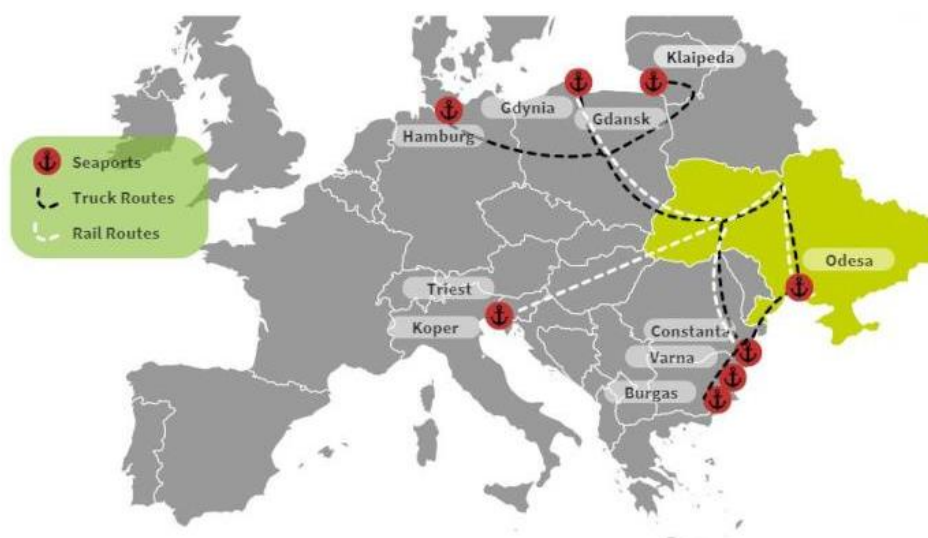 Klaipeda
Gdynia
Gdansk
Hamburg
Seaports
Truck Routes
Rail Routes
Odesa
Triest
Koper
Constanta
Varna
Burgas